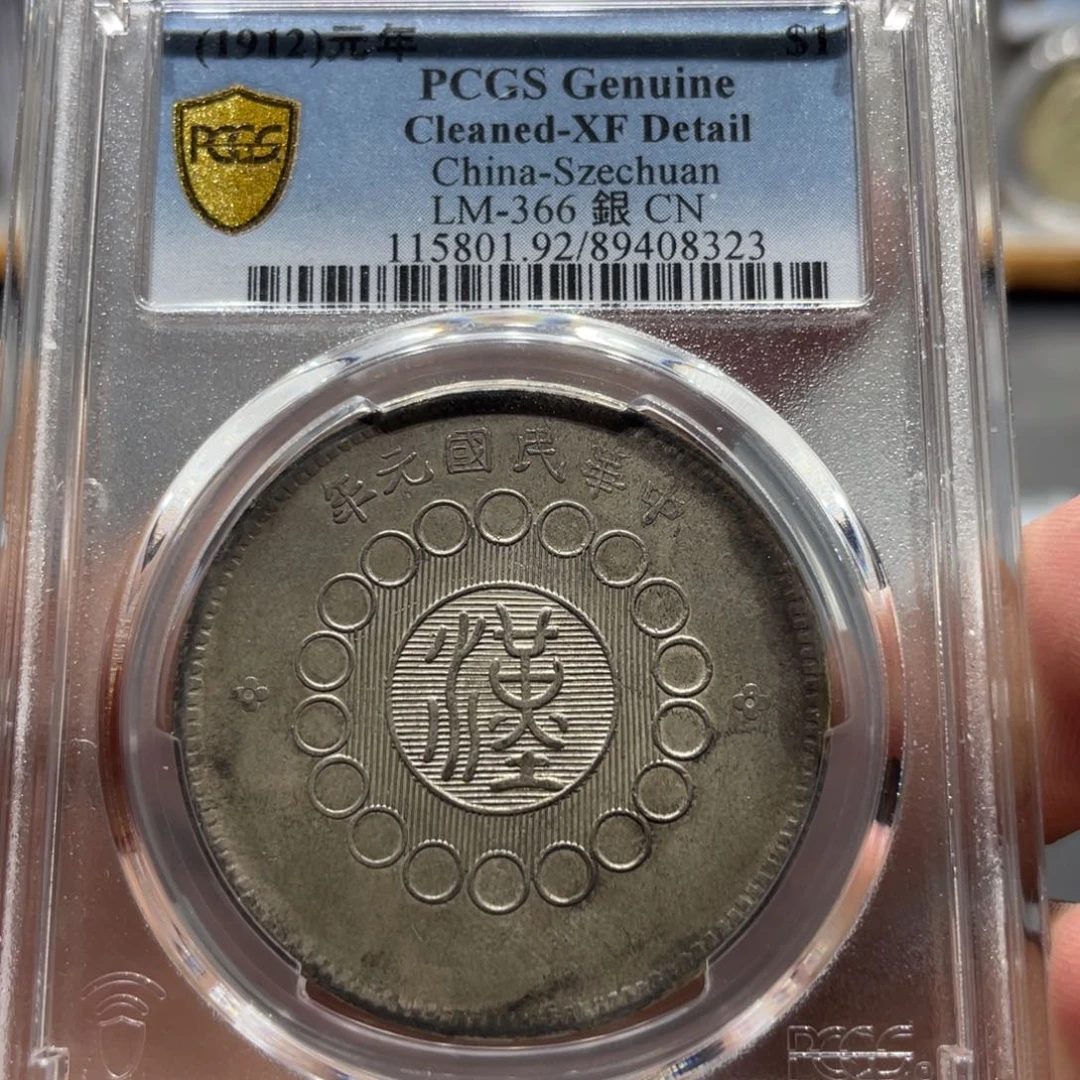 (1912)元年 $1
PCGS Genuine
Cleaned-XF Detail
China-Szechuan
LM-366 銀 CN
115801.92/89408323
PCGS
年元國民華中
漢
PCGS